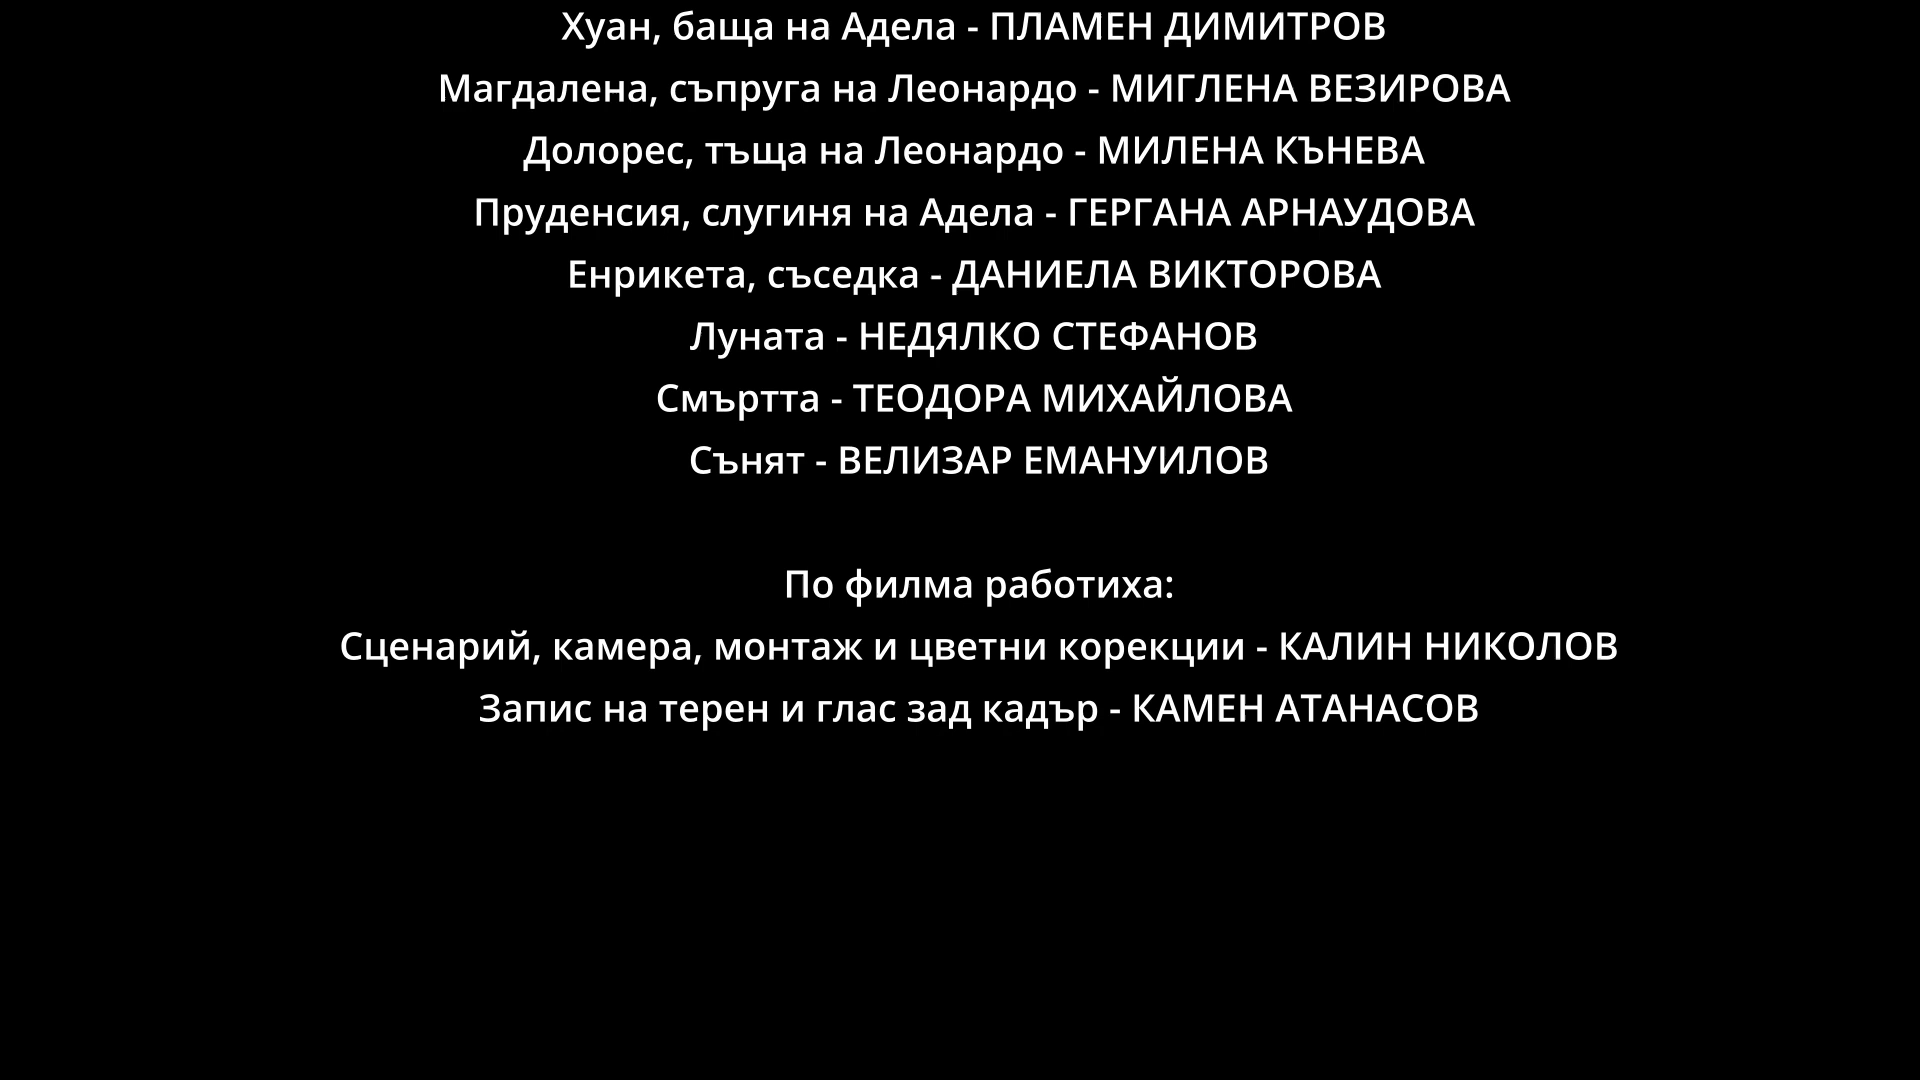 Хуан, баща на Адела - ПЛАМЕН ДИМИТРОВ
Магдалена, съпруга на Леонардо - МИГЛЕНА ВЕЗИРОВА
Долорес, тъща на Леонардо - МИЛЕНА КЪНЕВА
Пруденсия, слугиня на Адела - ГЕРГАНА АРНАУДОВА
Енрикета, съседка - ДАНИЕЛА ВИКТОРОВА
Луната - НЕДЯЛКО СТЕФАНОВ
Смъртта - ТЕОДОРА МИХАЙЛОВА
Сънят - ВЕЛИЗАР ЕМАНУИЛОВ
По филма работиха:
Сценарий, камера, монтаж и цветни корекции - КАЛИН НИКОЛОВ
Запис на терен и глас зад кадър - КАМЕН АТАНАСОВ